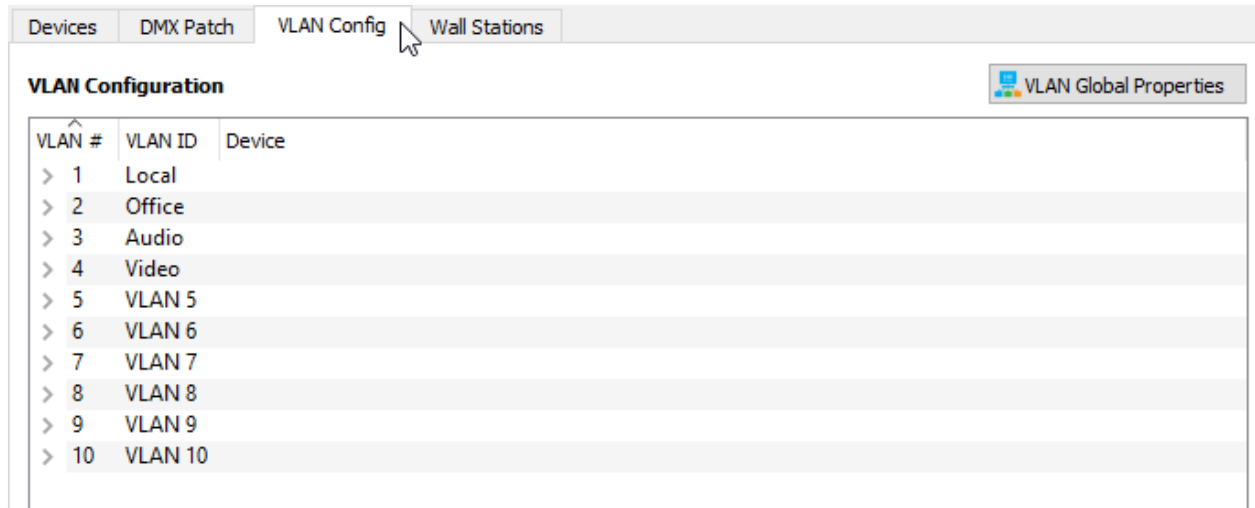 Devices DMX Patch VLAN Config Wall Stations
VLAN Configuration VLAN Global Properties
VLAN # VLAN ID Device
1 Local
2 Office
3 Audio
4 Video
5 VLAN 5
6 VLAN 6
7 VLAN 7
8 VLAN 8
9 VLAN 9
10 VLAN 10